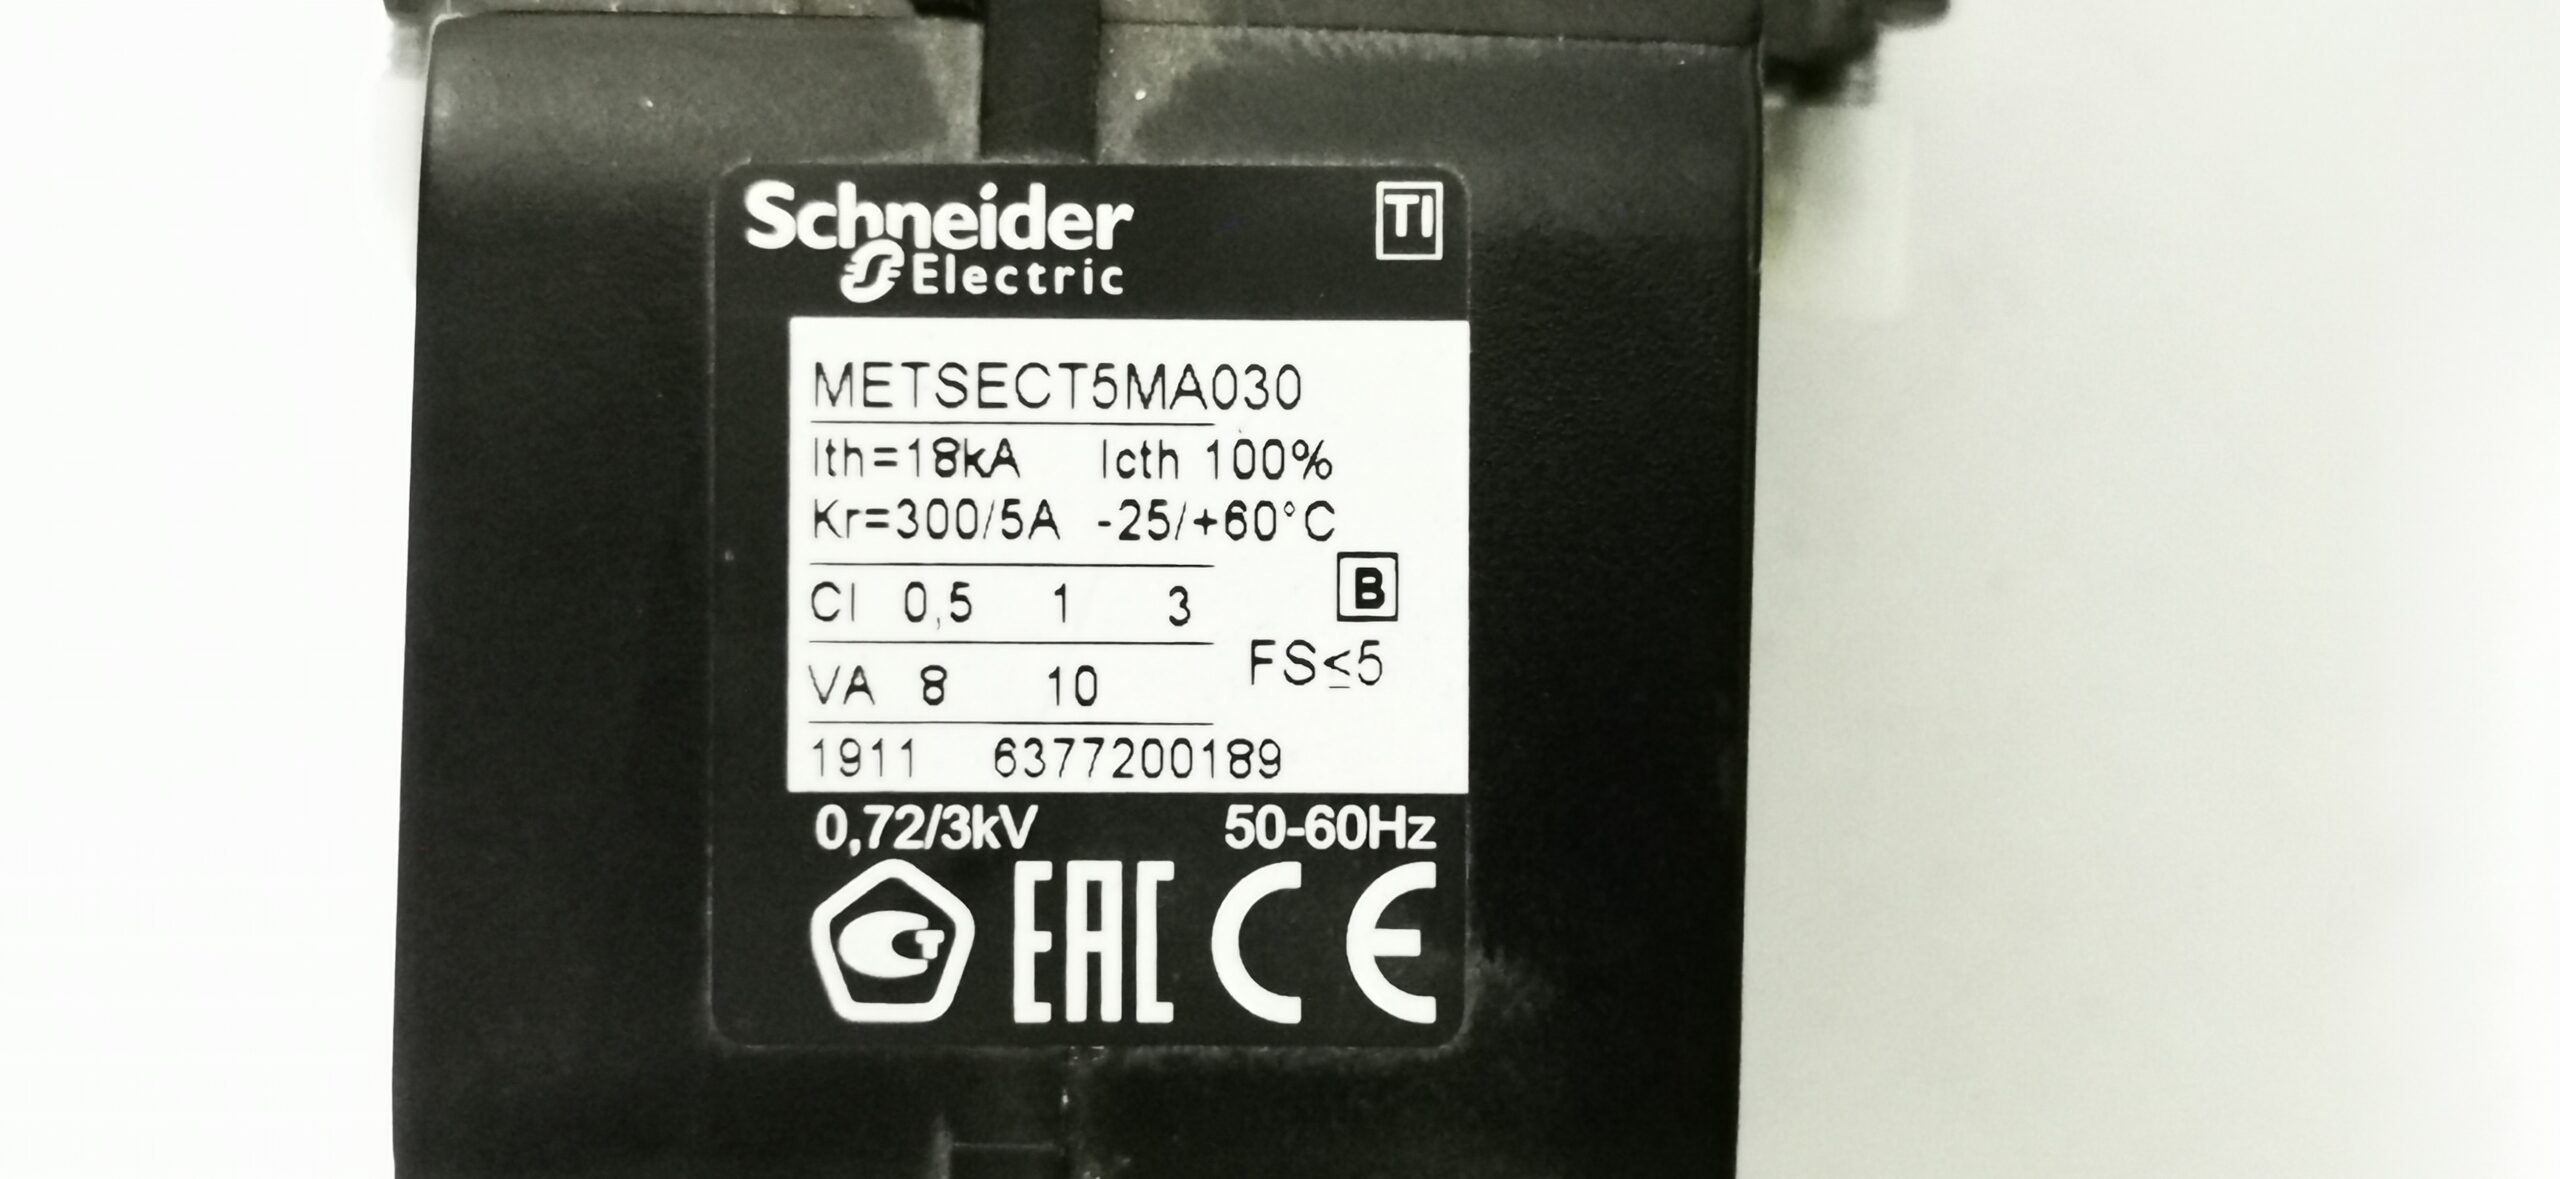 Schneider
Electric
TI
METSECT5MA030
Ith=18kA Icth 100%
Kr=300/5A -25/+60°C
Cl 0,5 1 3
B
FS≤5
VA 8 10
1911 6377200189
0,72/3kV 50-60Hz
CT EAC CE